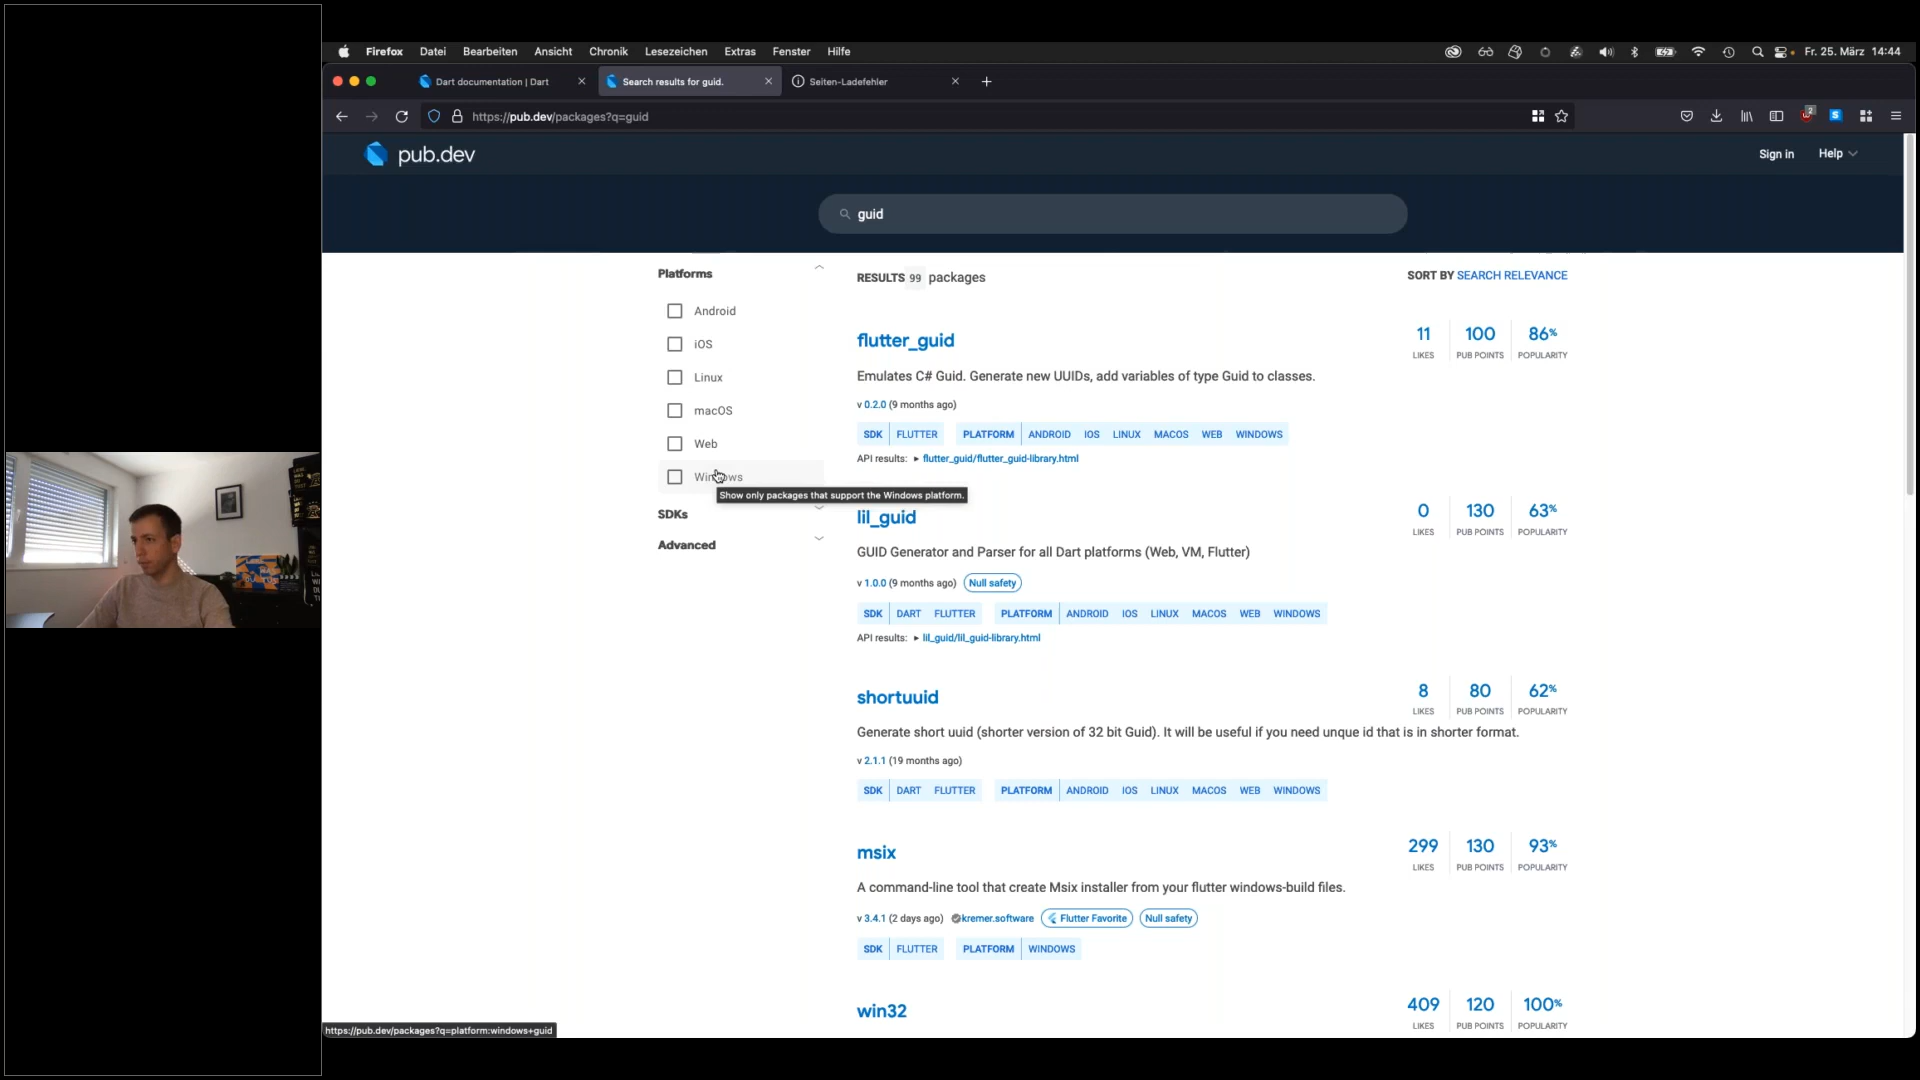 Firefox Datei Bearbeiten Ansicht Chronik Lesezeichen Extras Fenster Hilfe Fr. 25. März 14:44
Dart documentation | Dart Search results for guid. Seiten-Ladefehler
https://pub.dev/packages?q=guid 2 S
pub.dev Sign in Help
guid
Platforms RESULTS 99 packages SORT BY SEARCH RELEVANCE
Android
iOS
Linux
macOS
Web
Windows
Show only packages that support the Windows platform.
SDKs
Advanced
flutter_guid 11 LIKES 100 PUB POINTS 86% POPULARITY
Emulates C# Guid. Generate new UUIDs, add variables of type Guid to classes.
v 0.2.0 (9 months ago)
SDK FLUTTER PLATFORM ANDROID IOS LINUX MACOS WEB WINDOWS
API results: ▸ flutter_guid/flutter_guid-library.html
lil_guid 0 LIKES 130 PUB POINTS 63% POPULARITY
GUID Generator and Parser for all Dart platforms (Web, VM, Flutter)
v 1.0.0 (9 months ago) Null safety
SDK DART FLUTTER PLATFORM ANDROID IOS LINUX MACOS WEB WINDOWS
API results: ▸ lil_guid/lil_guid-library.html
shortuuid 8 LIKES 80 PUB POINTS 62% POPULARITY
Generate short uuid (shorter version of 32 bit Guid). It will be useful if you need unque id that is in shorter format.
v 2.1.1 (19 months ago)
SDK DART FLUTTER PLATFORM ANDROID IOS LINUX MACOS WEB WINDOWS
msix 299 LIKES 130 PUB POINTS 93% POPULARITY
A command-line tool that create Msix installer from your flutter windows-build files.
v 3.4.1 (2 days ago) kremer.software Flutter Favorite Null safety
SDK FLUTTER PLATFORM WINDOWS
win32 409 LIKES 120 PUB POINTS 100% POPULARITY
https://pub.dev/packages?q=platform:windows+guid